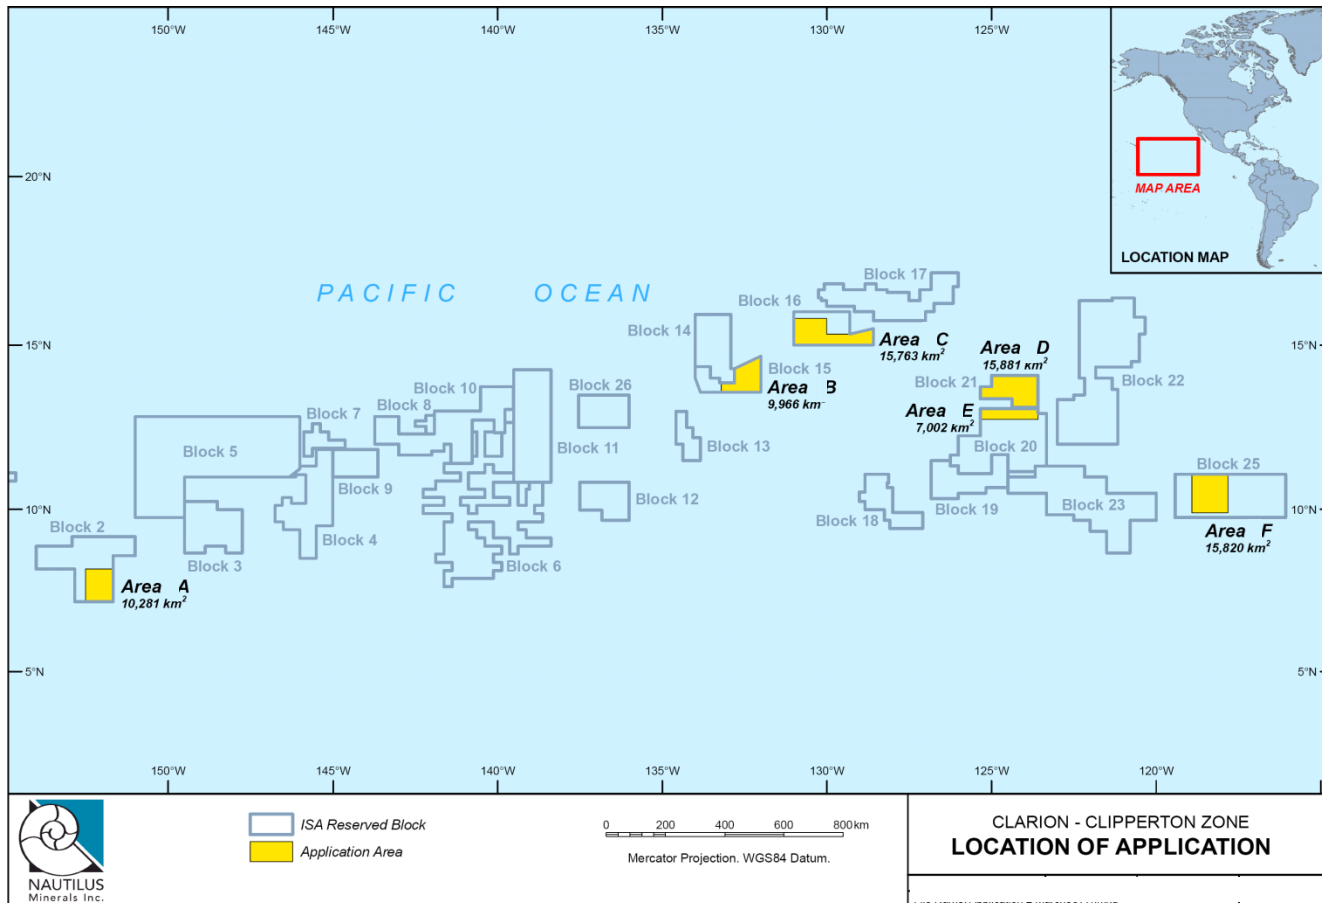 150°W 145°W 140°W 135°W 130°W 125°W
20°N
MAP AREA
LOCATION MAP
PACIFIC OCEAN
Block 17
Block 16
Block 14
15°N
15°N
Area C
15,763 km²
Area D
15,881 km²
Block 15
Area B
9,966 km
Block 21
Block 22
Area E
7,002 km²
Block 10
Block 26
Block 7
Block 8
Block 5
Block 11
Block 13
Block 20
Block 9
Block 25
Block 12
10°N
10°N
Block 19
Block 23
Block 18
Block 2
Block 4
Block 3
Block 6
Area F
15,820 km²
Area A
10,281 km²
5°N
5°N
150°W 145°W 140°W 135°W 130°W 125°W 120°W
NAUTILUS
Minerals Inc.
ISA Reserved Block
Application Area
0 200 400 600 800km
Mercator Projection. WGS84 Datum.
CLARION - CLIPPERTON ZONE
LOCATION OF APPLICATION